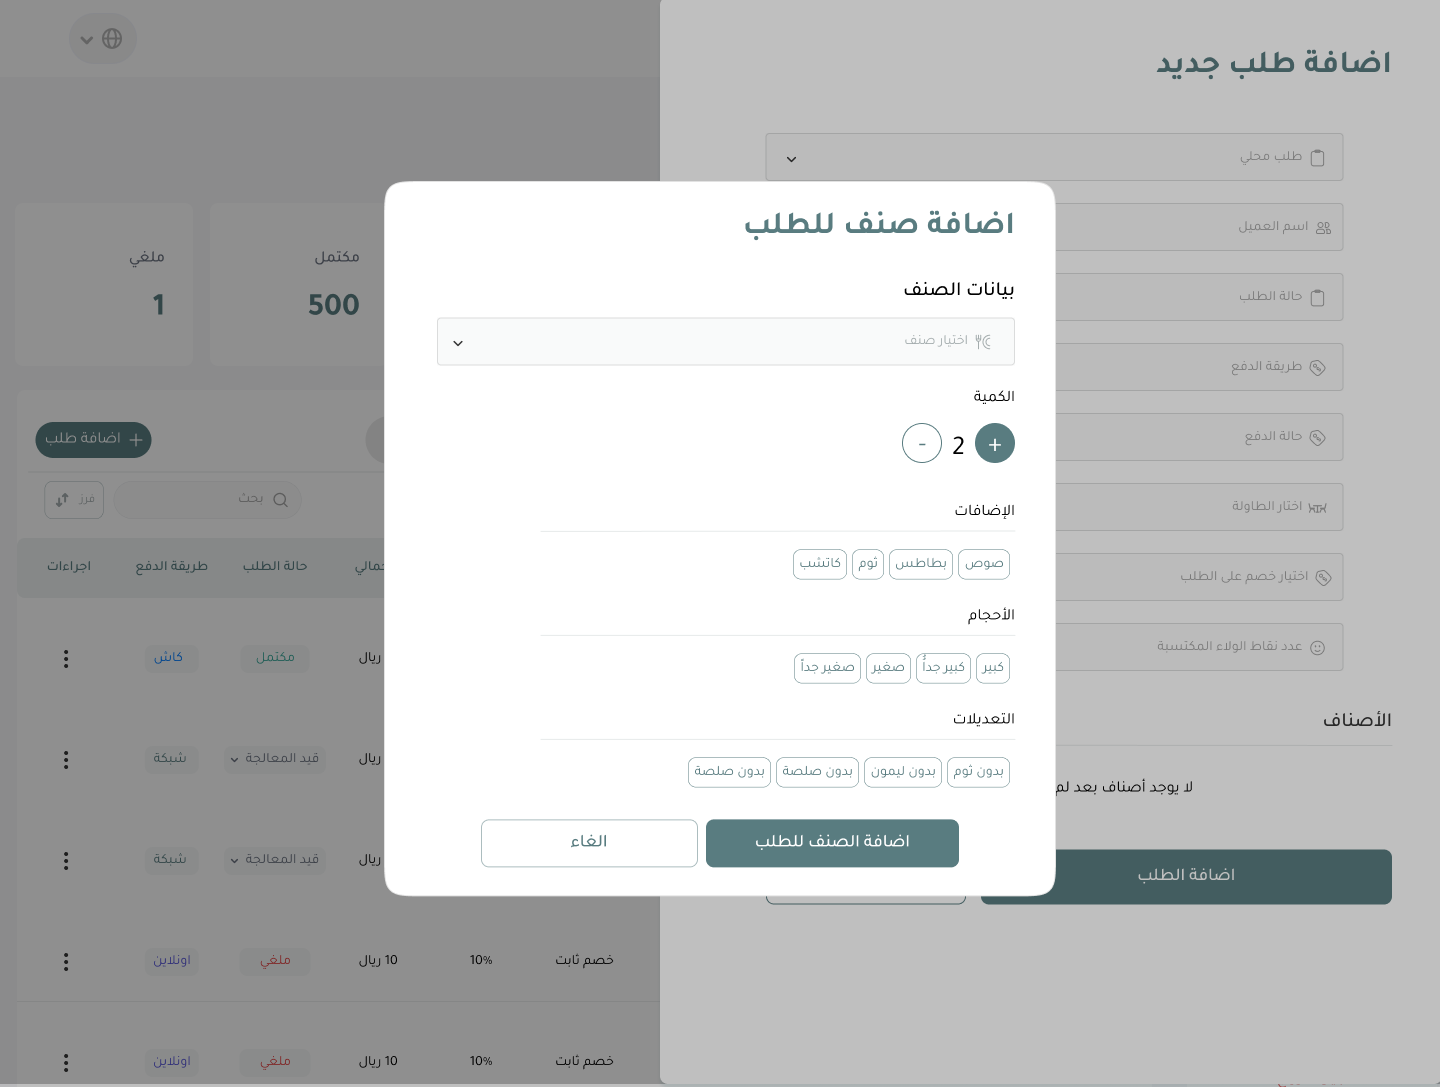 اضافة طلب جديد
طلب محلي
اسم العميل
حالة الطلب
طريقة الدفع
حالة الدفع
اختار الطاولة
اختيار خصم على الطلب
عدد نقاط الولاء المكتسبة
الأصناف
لا يوجد أصناف بعد لم
اضافة الطلب
اضافة صنف للطلب
بيانات الصنف
اختيار صنف
الكمية
+ 2 -
الإضافات
صوص بطاطس ثوم كاتشب
الأحجام
كبير كبير جداً صغير صغير جداً
التعديلات
بدون ثوم بدون ليمون بدون صلصة بدون صلصة
اضافة الصنف للطلب الغاء
مكتمل ملغي
500 1
اضافة طلب
بحث فرز
حالة الطلب طريقة الدفع اجراءات
ريال مكتمل كاش
ريال قيد المعالجة شبكة
ريال قيد المعالجة شبكة
خصم ثابت 10% 10 ريال ملغي اونلاين
خصم ثابت 10% 10 ريال ملغي اونلاين